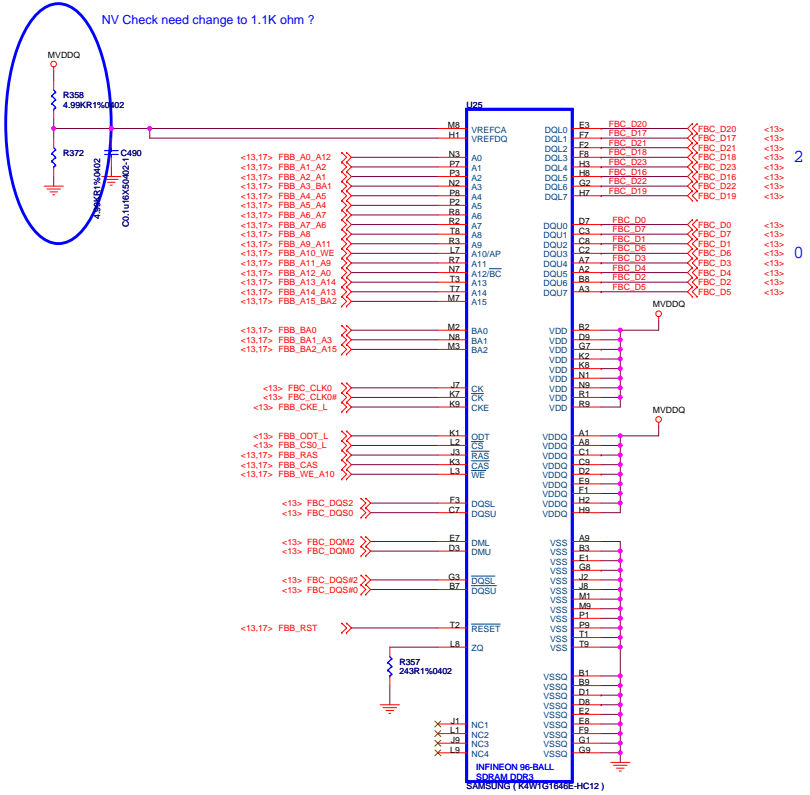 NV Check need change to 1.1K ohm ?
MVDDQ
R358
4.99KR1%0402
R372
4.99KR1%0402
C490
C0.1u16X50402-1
U25
M8 VREFCA
H1 VREFDQ
<13,17> FBB_A0_A12 N3 A0
<13,17> FBB_A1_A2 P7 A1
<13,17> FBB_A2_A1 P3 A2
<13,17> FBB_A3_BA1 N2 A3
<13,17> FBB_A4_A5 P8 A4
<13,17> FBB_A5_A4 P2 A5
<13,17> FBB_A6_A7 R8 A6
<13,17> FBB_A7_A6 R2 A7
<13,17> FBB_A8 T8 A8
<13,17> FBB_A9_A11 R3 A9
<13,17> FBB_A10_WE L7 A10/AP
<13,17> FBB_A11_A9 R7 A11
<13,17> FBB_A12_A0 N7 A12/BC
<13,17> FBB_A13_A14 T3 A13
<13,17> FBB_A14_A13 T7 A14
<13,17> FBB_A15_BA2 M7 A15
<13,17> FBB_BA0 M2 BA0
<13,17> FBB_BA1_A3 N8 BA1
<13,17> FBB_BA2_A15 M3 BA2
<13> FBC_CLK0 J7 CK
<13> FBC_CLK0# K7 CK
<13> FBB_CKE_L K9 CKE
<13> FBB_ODT_L K1 ODT
<13> FBB_CS0_L L2 CS
<13> FBB_RAS J3 RAS
<13> FBB_CAS K3 CAS
<13> FBB_WE_A10 L3 WE
<13> FBC_DQS2 F3 DQSL
<13> FBC_DQS0 C7 DQSU
<13> FBC_DQM2 E7 DML
<13> FBC_DQM0 D3 DMU
<13> FBC_DQS#2 G3 DQSL
<13> FBC_DQS#0 B7 DQSU
<13,17> FBB_RST T2 RESET
L8 ZQ
R357
243R1%0402
J1 NC1
L1 NC2
J9 NC3
L9 NC4
DQL0 E3 FBC_D20 FBC_D20 <13>
DQL1 F7 FBC_D17 FBC_D17 <13>
DQL2 F2 FBC_D21 FBC_D21 <13>
DQL3 F8 FBC_D18 FBC_D18 <13>
DQL4 H3 FBC_D23 FBC_D23 <13>
DQL5 H8 FBC_D16 FBC_D16 <13>
DQL6 G2 FBC_D22 FBC_D22 <13>
DQL7 H7 FBC_D19 FBC_D19 <13>
2
DQU0 D7 FBC_D0 FBC_D3 <13>
DQU1 C3 FBC_D7 FBC_D7 <13>
DQU2 C8 FBC_D1 FBC_D1 <13>
DQU3 C2 FBC_D6 FBC_D6 <13>
DQU4 A7 FBC_D3 FBC_D3 <13>
DQU5 A2 FBC_D4 FBC_D4 <13>
DQU6 B8 FBC_D2 FBC_D2 <13>
DQU7 A3 FBC_D5 FBC_D5 <13>
0
MVDDQ
VDD B2
VDD D9
VDD G7
VDD K2
VDD K8
VDD N1
VDD N9
VDD R1
VDD R9
MVDDQ
VDDQ A1
VDDQ A8
VDDQ C1
VDDQ C9
VDDQ D2
VDDQ E9
VDDQ F1
VDDQ H2
VDDQ H9
VSS A9
VSS B3
VSS E1
VSS G8
VSS J2
VSS J8
VSS M1
VSS M9
VSS P1
VSS P9
VSS T1
VSS T9
VSSQ B1
VSSQ B9
VSSQ D1
VSSQ D8
VSSQ E2
VSSQ E8
VSSQ F9
VSSQ G1
VSSQ G9
INFINEON 96-BALL
SDRAM DDR3
SAMSUNG ( K4W1G1646E-HC12 )